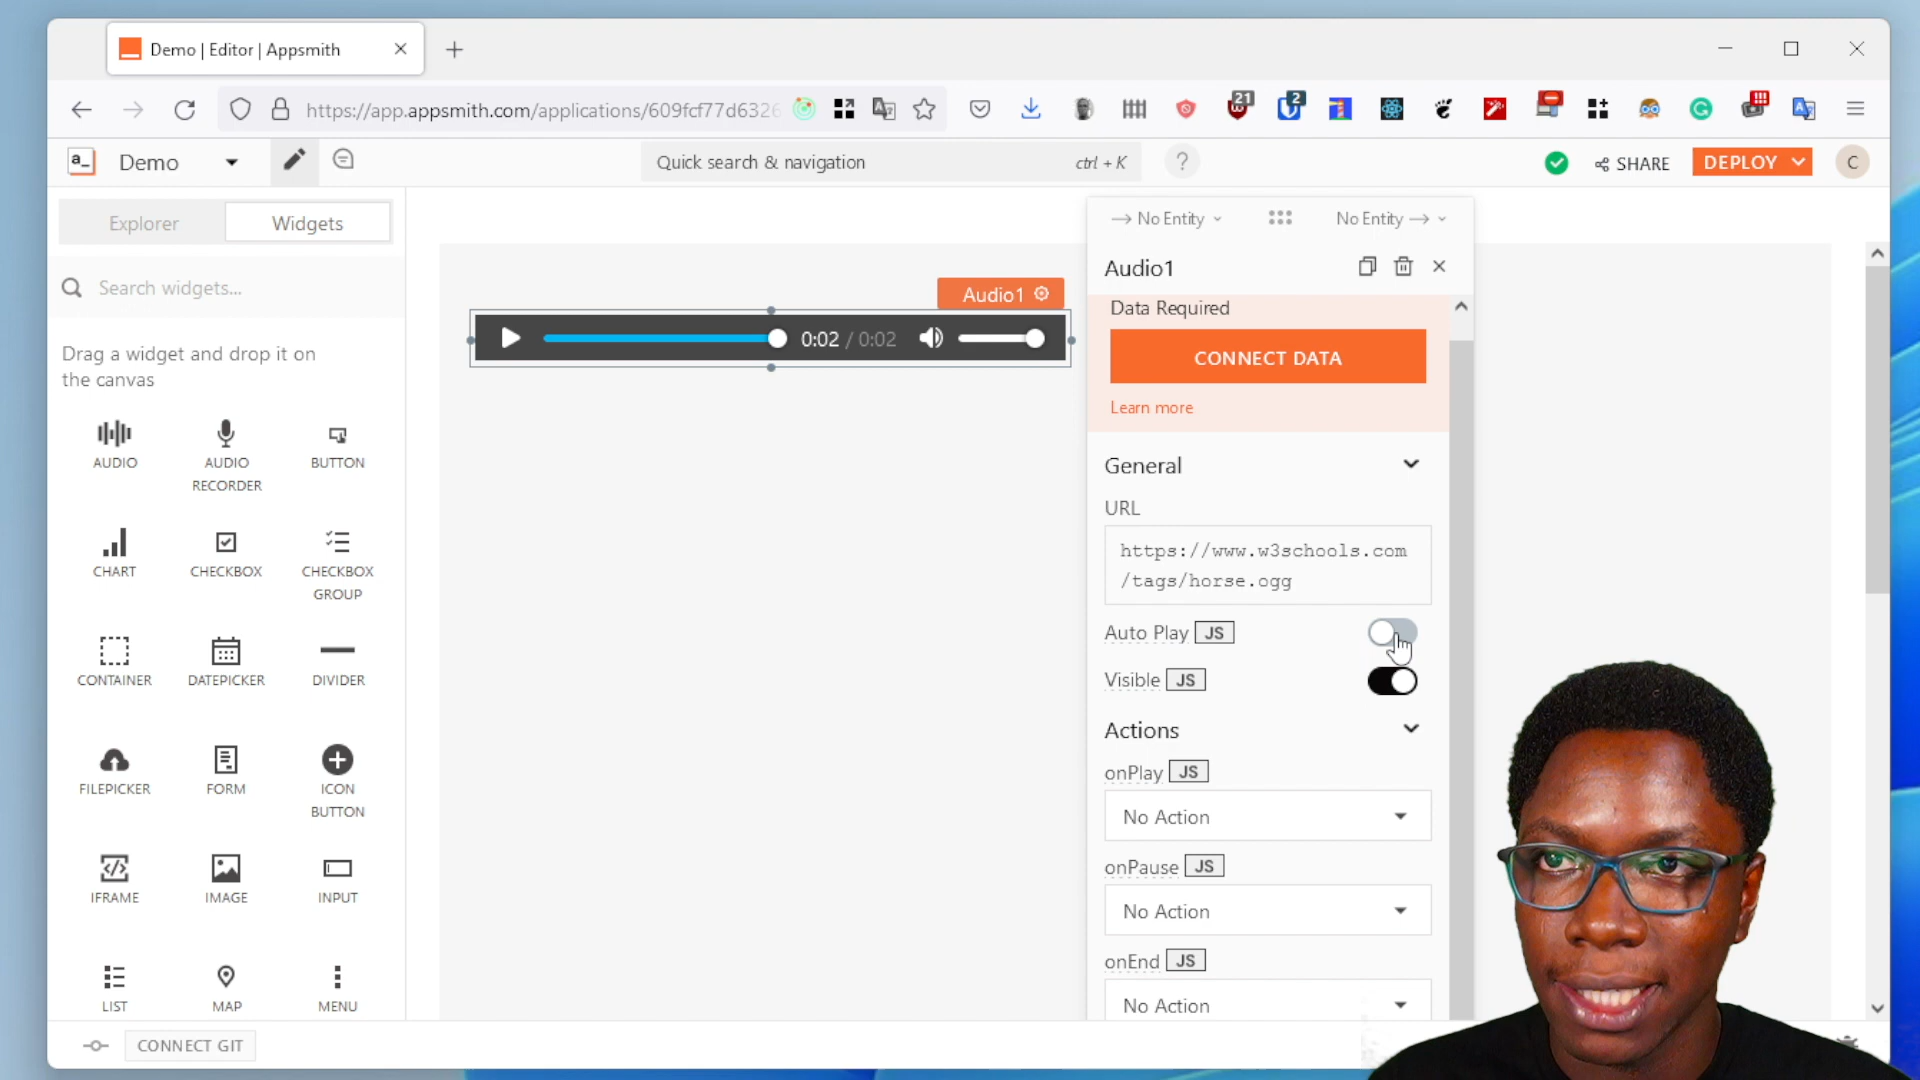 Demo | Editor | Appsmith
https://app.appsmith.com/applications/609fcf77d6326
21
2
a_ Demo
Quick search & navigation ctrl + K
?
SHARE
DEPLOY
C
Explorer
Widgets
Search widgets...
Drag a widget and drop it on
the canvas
AUDIO
AUDIO
RECORDER
BUTTON
CHART
CHECKBOX
CHECKBOX
GROUP
CONTAINER
DATEPICKER
DIVIDER
FILEPICKER
FORM
ICON
BUTTON
IFRAME
IMAGE
INPUT
LIST
MAP
MENU
CONNECT GIT
Audio1
0:02 / 0:02
No Entity
No Entity
Audio1
Data Required
CONNECT DATA
Learn more
General
URL
https://www.w3schools.com
/tags/horse.ogg
Auto Play JS
Visible JS
Actions
onPlay JS
No Action
onPause JS
No Action
onEnd JS
No Action